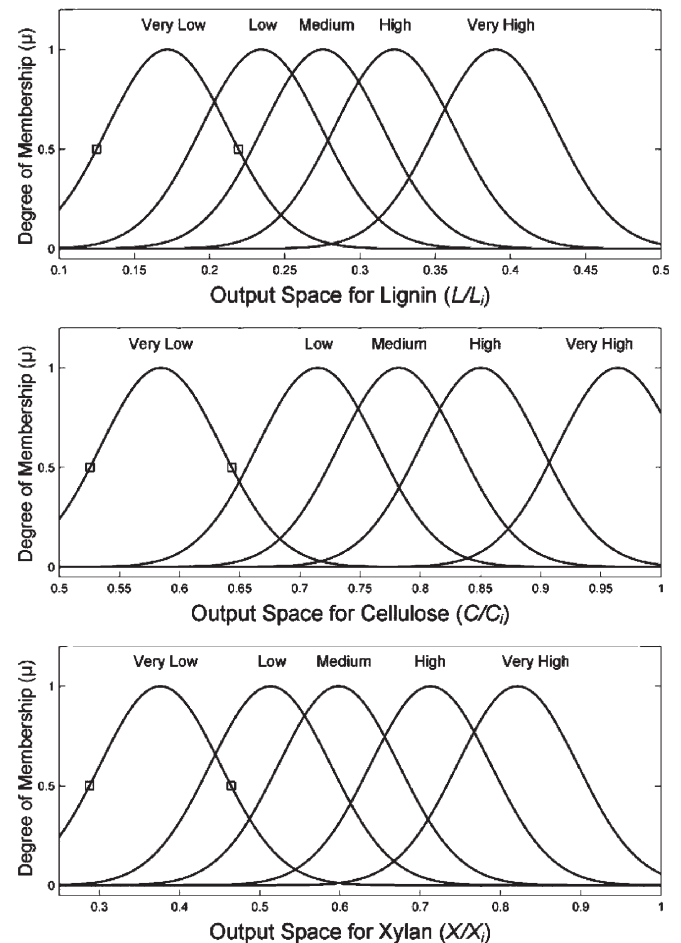 Very Low Low Medium High Very High
Degree of Membership (μ)
1
0.5
0
0.1 0.15 0.2 0.25 0.3 0.35 0.4 0.45 0.5
Output Space for Lignin (L/Li)
Very Low Low Medium High Very High
Degree of Membership (μ)
1
0.5
0
0.5 0.55 0.6 0.65 0.7 0.75 0.8 0.85 0.9 0.95 1
Output Space for Cellulose (C/Ci)
Very Low Low Medium High Very High
Degree of Membership (μ)
1
0.5
0
0.3 0.4 0.5 0.6 0.7 0.8 0.9 1
Output Space for Xylan (X/Xi)